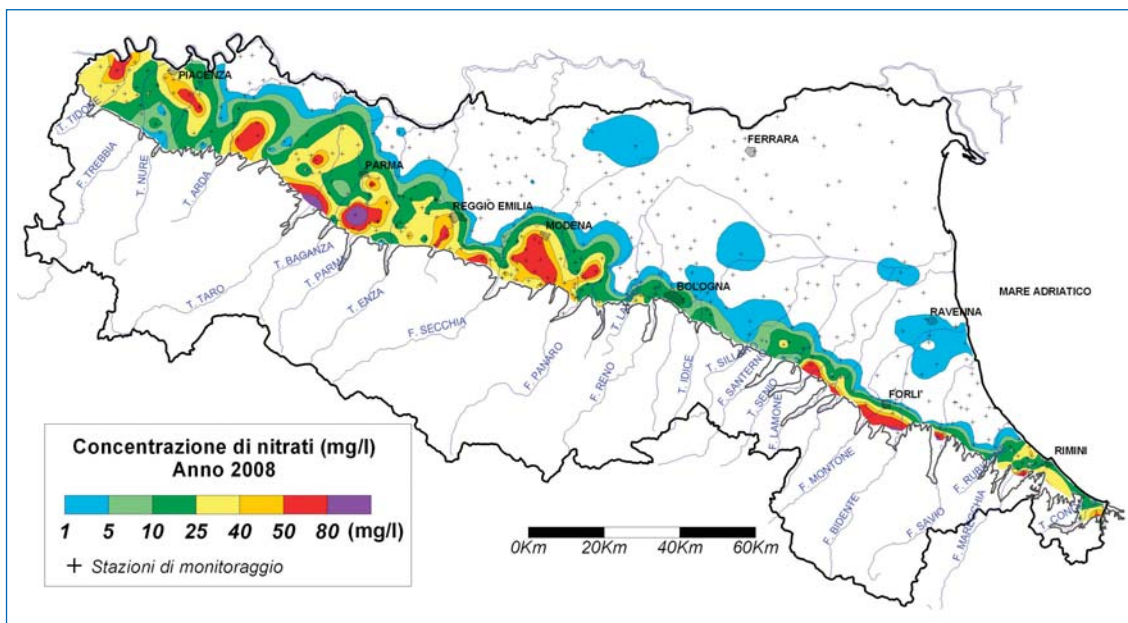 PIACENZA
T. TIDONE
F. TREBBIA
T. NURE
T. ARDA
PARMA
REGGIO EMILIA
MODENA
FERRARA
BOLOGNA
RAVENNA
MARE ADRIATICO
FORLI'
RIMINI
T. TARO
T. BAGANZA
T. PARMA
T. ENZA
F. SECCHIA
F. PANARO
F. RENO
T. IDICE
T. SILLARO
F. SANTERNO
T. SENIO
F. LAMONE
F. MONTONE
F. BIDENTE
F. SAVIO
F. MARECCHIA
Concentrazione di nitrati (mg/l)
Anno 2008
1 5 10 25 40 50 80 (mg/l)
+ Stazioni di monitoraggio
0Km 20Km 40Km 60Km